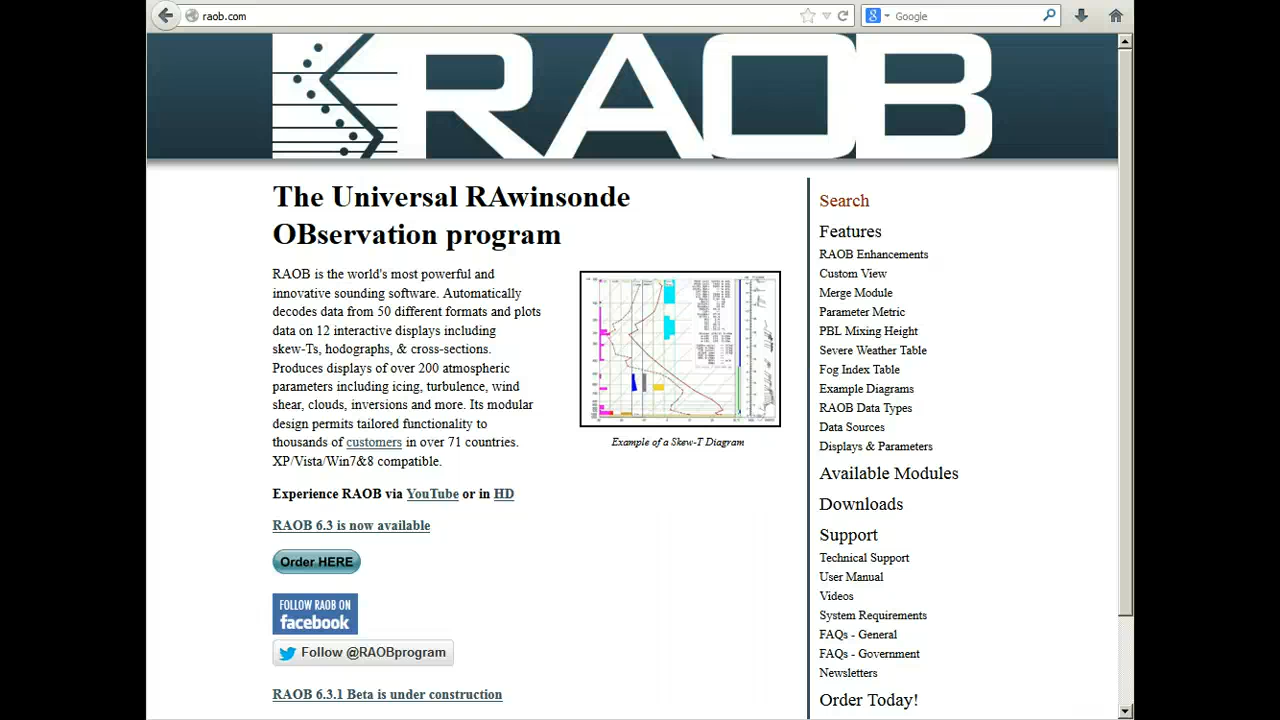 raob.com
Google
RAOB
The Universal RAwinsonde
OBservation program
RAOB is the world's most powerful and
innovative sounding software. Automatically
decodes data from 50 different formats and plots
data on 12 interactive displays including
skew-Ts, hodographs, & cross-sections.
Produces displays of over 200 atmospheric
parameters including icing, turbulence, wind
shear, clouds, inversions and more. Its modular
design permits tailored functionality to
thousands of customers in over 71 countries.
XP/Vista/Win7&8 compatible.
Example of a Skew-T Diagram
Experience RAOB via YouTube or in HD
RAOB 6.3 is now available
Order HERE
FOLLOW RAOB ON
facebook
Follow @RAOBprogram
RAOB 6.3.1 Beta is under construction
Search
Features
RAOB Enhancements
Custom View
Merge Module
Parameter Metric
PBL Mixing Height
Severe Weather Table
Fog Index Table
Example Diagrams
RAOB Data Types
Data Sources
Displays & Parameters
Available Modules
Downloads
Support
Technical Support
User Manual
Videos
System Requirements
FAQs - General
FAQs - Government
Newsletters
Order Today!